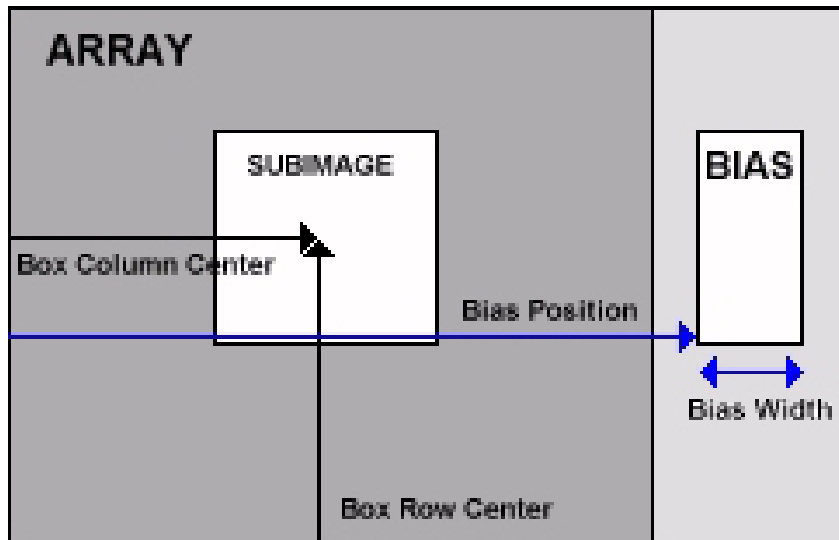 ARRAY
SUBIMAGE
BIAS
Box Column Center
Bias Position
Bias Width
Box Row Center